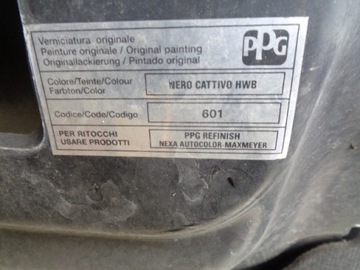 Verniciatura originale
Peinture originale / Original painting
Originallackierung / Pintado original
PPG
Colore/Teinte/Colour
Farbton/Color
NERO CATTIVO HWB
Codice/Code/Codigo
601
PER RITOCCHI
USARE PRODOTTI
PPG REFINISH
NEXA AUTOCOLOR-MAXMEYER